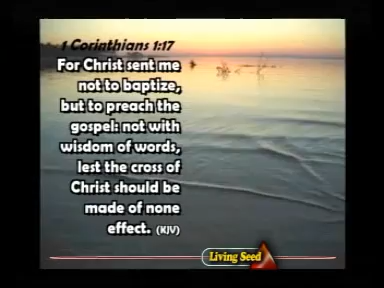 1 Corinthians 1:17
For Christ sent me
not to baptize,
but to preach the
gospel: not with
wisdom of words,
lest the cross of
Christ should be
made of none
effect. (KJV)
Living Seed